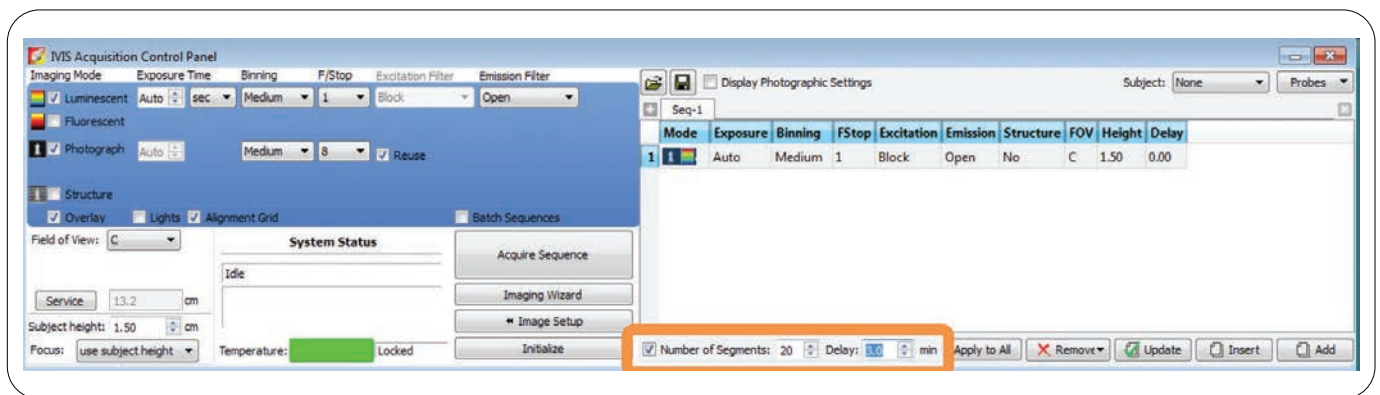 IVIS Acquisition Control Panel
Imaging Mode Exposure Time Binning F/Stop Excitation Filter Emission Filter
Luminescent Auto sec Medium 1 Block Open
Fluorescent
Photograph Auto Medium 8 Reuse
Structure
Overlay Lights Alignment Grid Batch Sequences
Field of View: C
System Status
Idle
Service 13.2 cm
Subject height: 1.50 cm
Focus: use subject height
Temperature: Locked
Acquire Sequence
Imaging Wizard
Image Setup
Initialize
Display Photographic Settings Subject: None Probes
Seq-1
Mode Exposure Binning FStop Excitation Emission Structure FOV Height Delay
1 Auto Medium 1 Block Open No C 1.50 0.00
Number of Segments: 20 Delay: 3.0 min Apply to All Remove Update Insert Add